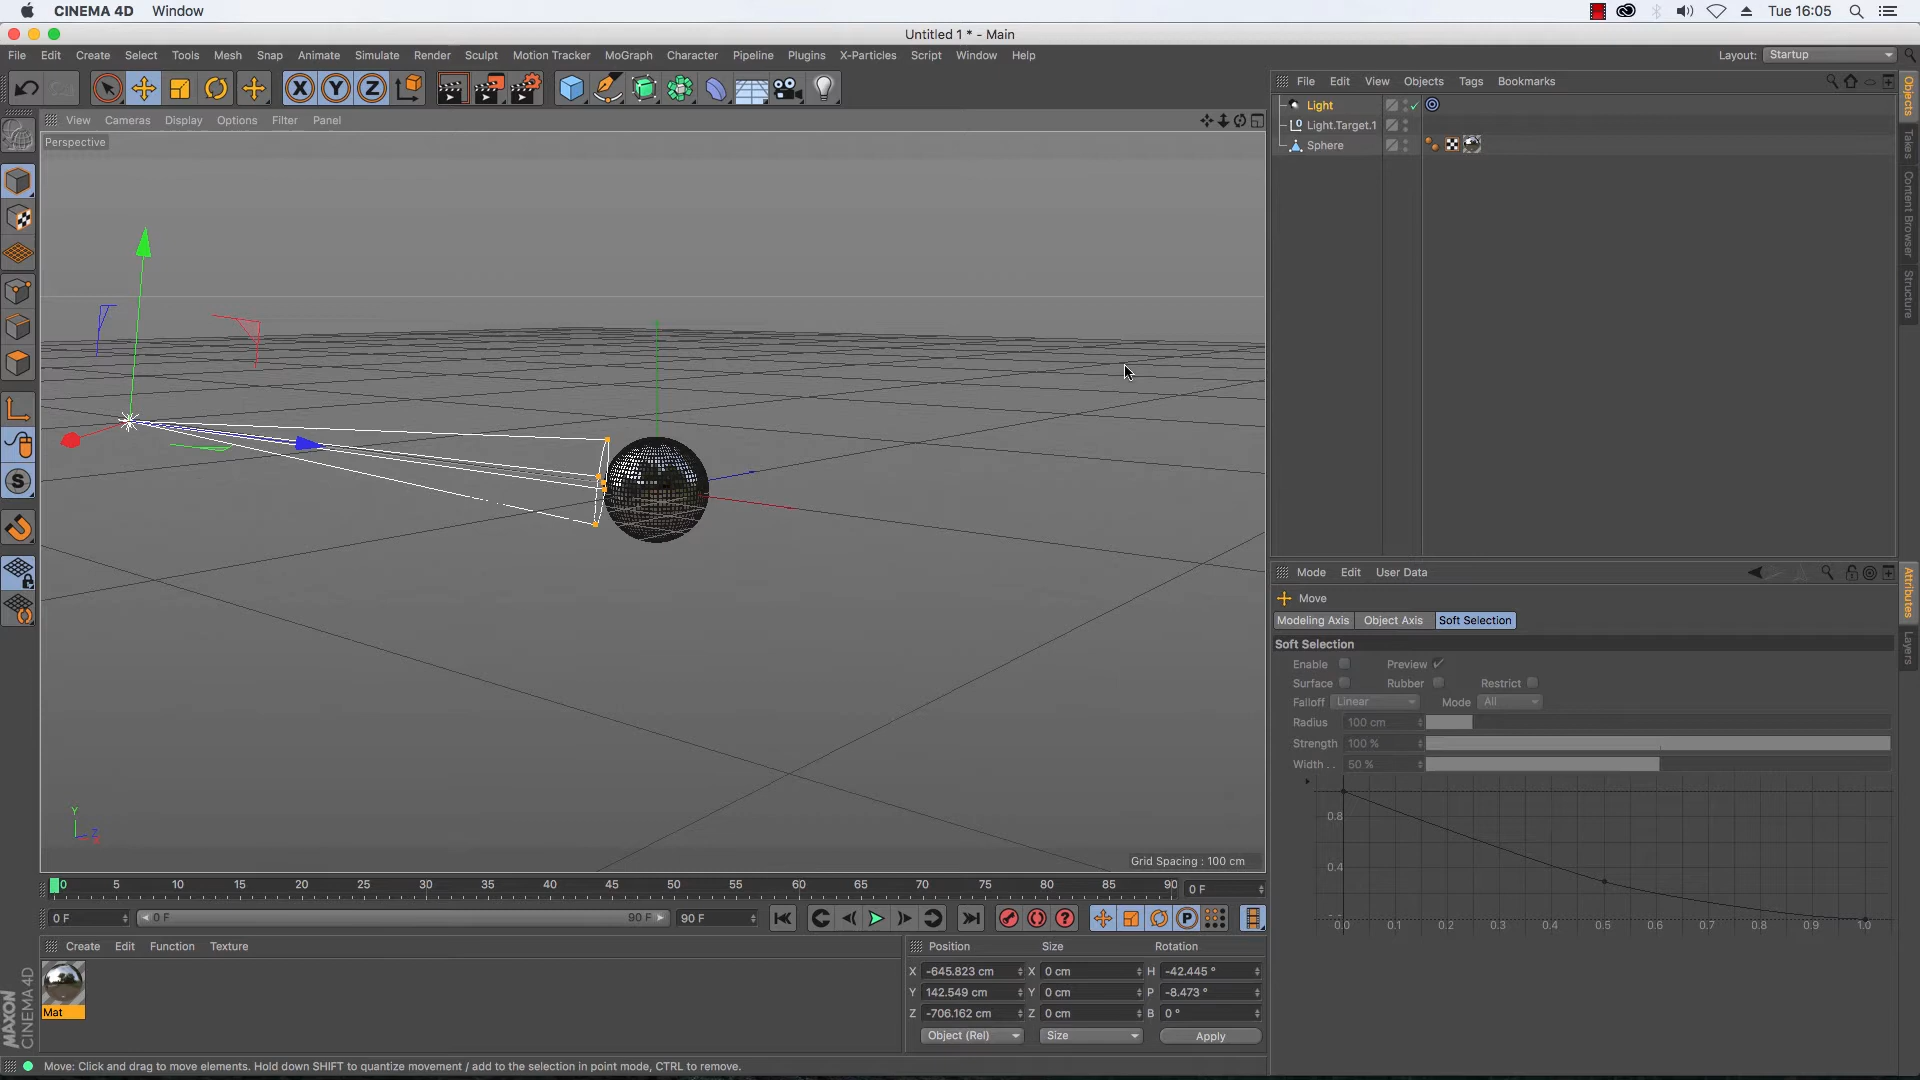 CINEMA 4D Window
Tue 16:05
Untitled 1 * - Main
File Edit Create Select Tools Mesh Snap Animate Simulate Render Sculpt Motion Tracker MoGraph Character Pipeline Plugins X-Particles Script Window Help
Layout: Startup
File Edit View Objects Tags Bookmarks
Light
Light.Target.1
Sphere
Objects
Takes
Content Browser
Structure
View Cameras Display Options Filter Panel
Perspective
Y
Z
Grid Spacing : 100 cm
Mode Edit User Data
Move
Modeling Axis Object Axis Soft Selection
Soft Selection
Enable Preview
Surface Rubber Restrict
Falloff Linear Mode All
Radius 100 cm
Strength 100 %
Width . . 50 %
0.8
0.4
0.0 0.1 0.2 0.3 0.4 0.5 0.6 0.7 0.8 0.9 1.0
Attributes
Layers
0 5 10 15 20 25 30 35 40 45 50 55 60 65 70 75 80 85 90 0 F
0 F 0 F 90 F 90 F
Create Edit Function Texture
Mat
Position Size Rotation
X -645.823 cm X 0 cm H -42.445 °
Y 142.549 cm Y 0 cm P -8.473 °
Z -706.162 cm Z 0 cm B 0 °
Object (Rel) Size Apply
MAXON
CINEMA 4D
Move: Click and drag to move elements. Hold down SHIFT to quantize movement / add to the selection in point mode, CTRL to remove.